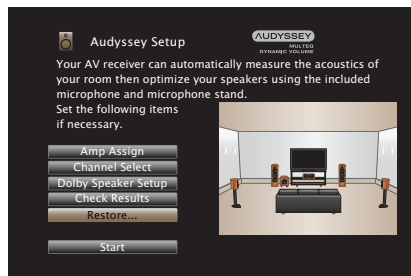 Audyssey Setup
AUDYSSEY
MULTEQ
DYNAMIC VOLUME
Your AV receiver can automatically measure the acoustics of
your room then optimize your speakers using the included
microphone and microphone stand.
Set the following items
if necessary.
Amp Assign
Channel Select
Dolby Speaker Setup
Check Results
Restore...
Start